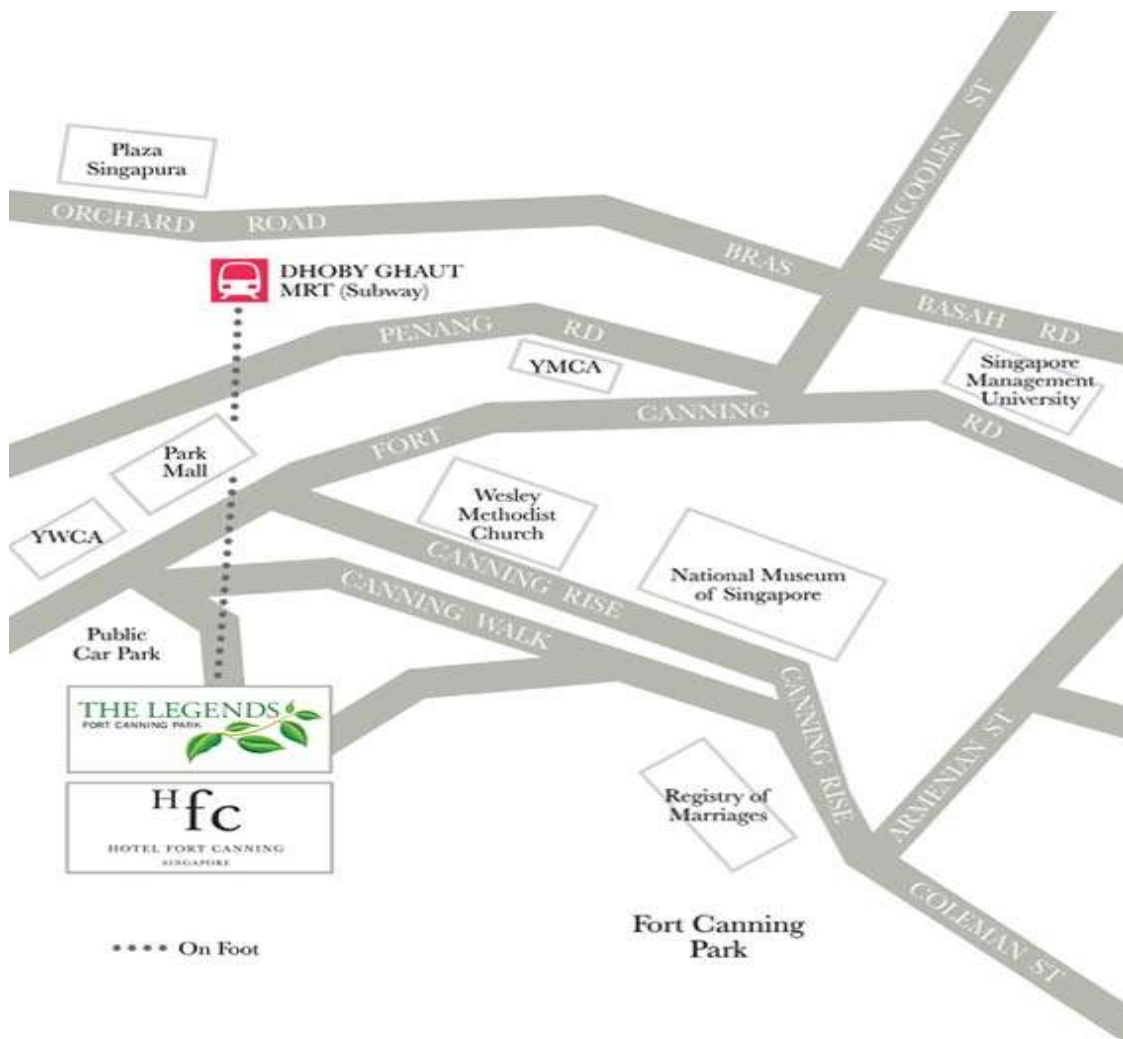 Plaza
Singapura
ORCHARD ROAD
BENCOOLEN ST
BRAS BASAH RD
DHOBY GHAUT
MRT (Subway)
PENANG RD
YMCA
Singapore
Management
University
FORT CANNING RD
Park
Mall
YWCA
Wesley
Methodist
Church
CANNING RISE
CANNING WALK
National Museum
of Singapore
Public
Car Park
THE LEGENDS
FORT CANNING PARK
CANNING RISE
ARMENIAN ST
Registry of
Marriages
Hfc
HOTEL FORT CANNING
SINGAPORE
COLEMAN ST
Fort Canning
Park
On Foot